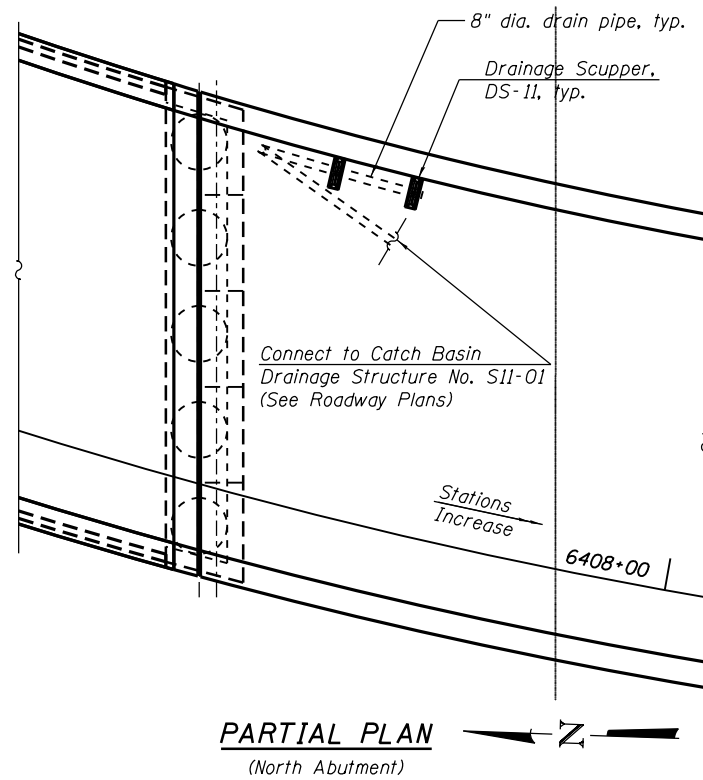 8" dia. drain pipe, typ.
Drainage Scupper,
DS-11, typ.
Connect to Catch Basin
Drainage Structure No. S11-01
(See Roadway Plans)
Stations
Increase
6408+00
PARTIAL PLAN
(North Abutment)
N